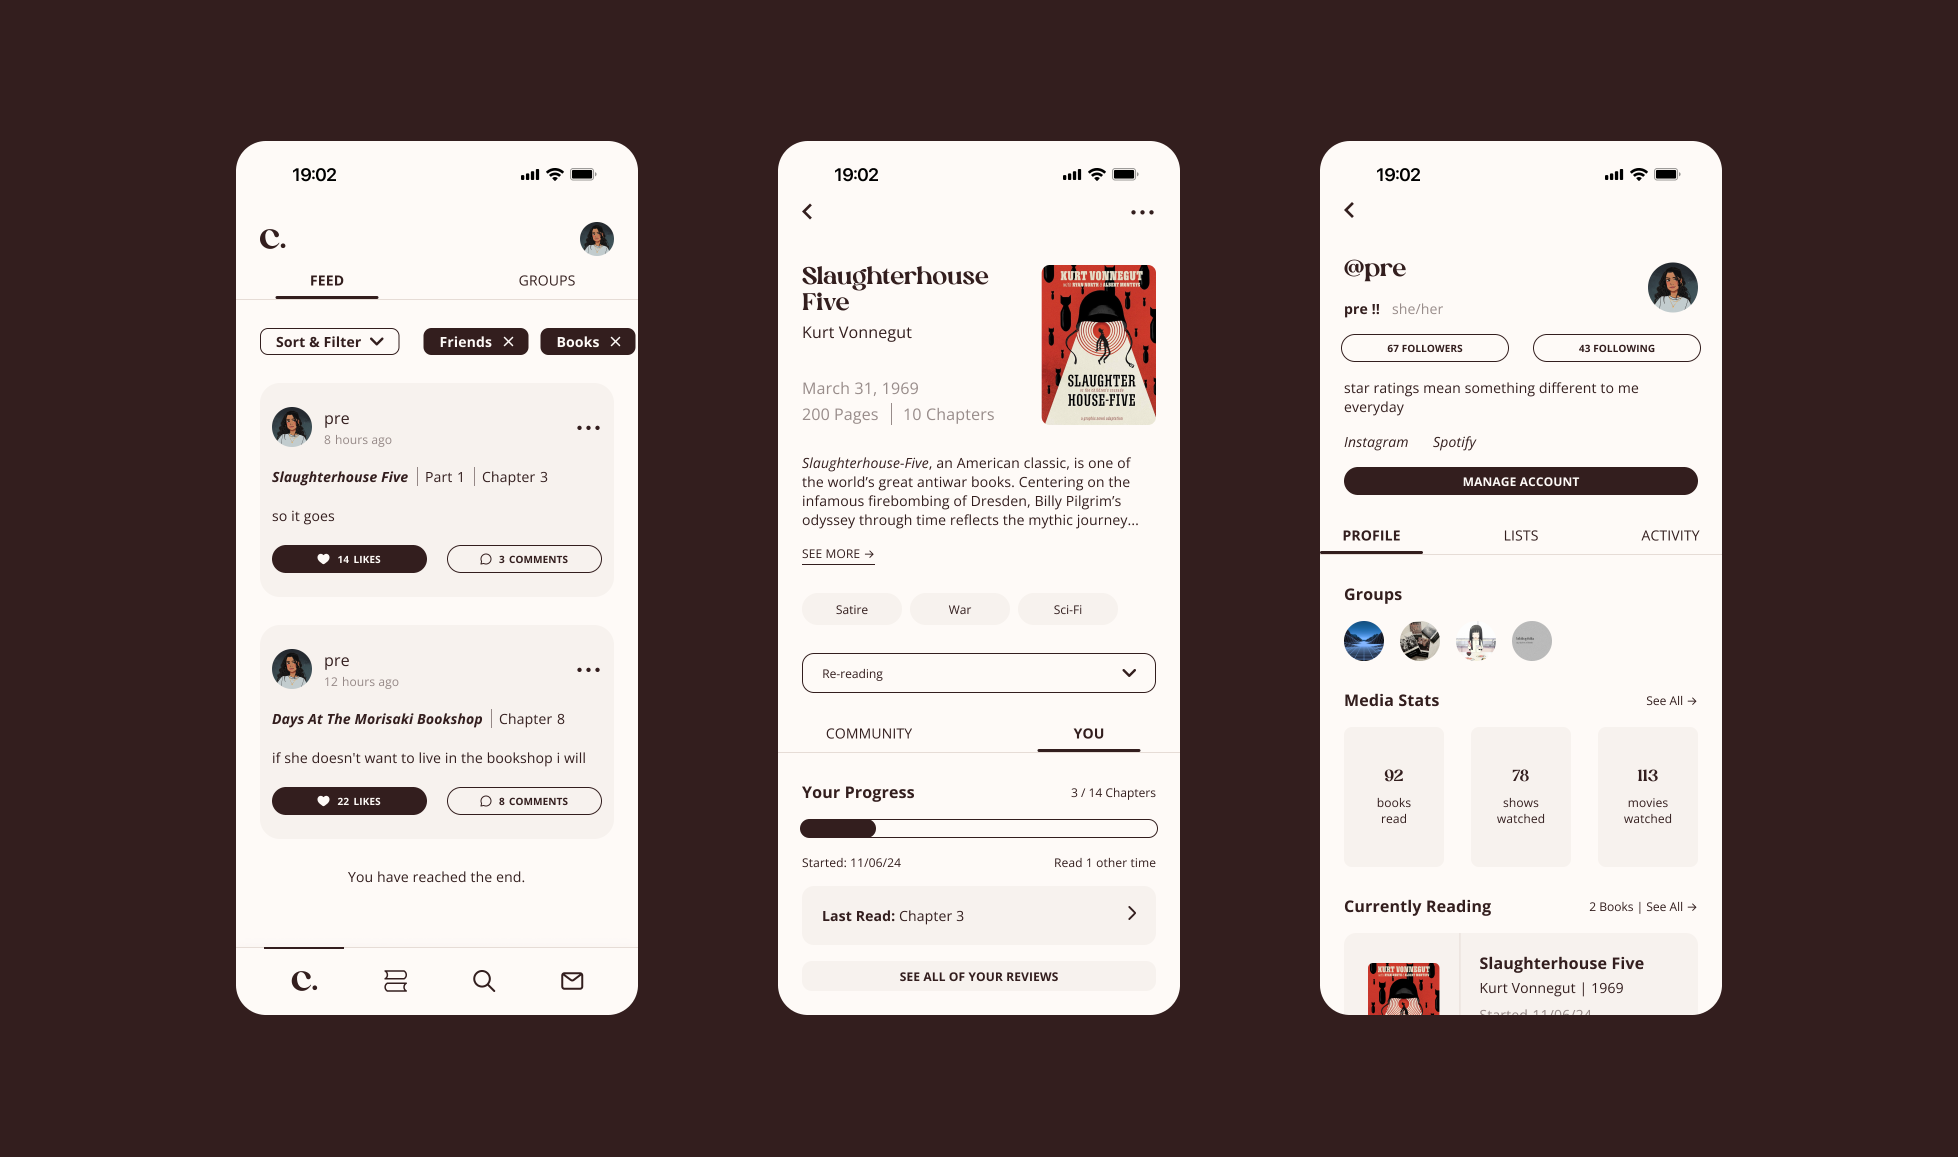 19:02
c.
FEED
GROUPS
Sort & Filter
Friends
Books
pre
8 hours ago
Slaughterhouse Five
Part 1
Chapter 3
so it goes
14 LIKES
3 COMMENTS
pre
12 hours ago
Days At The Morisaki Bookshop
Chapter 8
if she doesn't want to live in the bookshop i will
22 LIKES
8 COMMENTS
You have reached the end.
c.
19:02
Slaughterhouse
Five
Kurt Vonnegut
March 31, 1969
200 Pages
10 Chapters
KURT VONNEGUT
SLAUGHTER
HOUSE-FIVE
Slaughterhouse-Five, an American classic, is one of
the world's great antiwar books. Centering on the
infamous firebombing of Dresden, Billy Pilgrim's
odyssey through time reflects the mythic journey...
SEE MORE →
Satire
War
Sci-Fi
Re-reading
COMMUNITY
YOU
Your Progress
3 / 14 Chapters
Started: 11/06/24
Read 1 other time
Last Read: Chapter 3
SEE ALL OF YOUR REVIEWS
19:02
@pre
pre !!
she/her
67 FOLLOWERS
43 FOLLOWING
star ratings mean something different to me
everyday
Instagram
Spotify
MANAGE ACCOUNT
PROFILE
LISTS
ACTIVITY
Groups
Media Stats
See All →
92
books
read
78
shows
watched
113
movies
watched
Currently Reading
2 Books | See All →
KURT VONNEGUT
Slaughterhouse Five
Kurt Vonnegut | 1969
Started 11/06/24